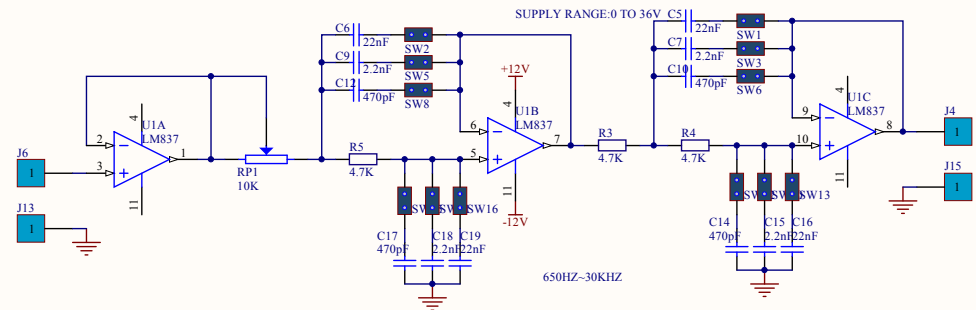 SUPPLY RANGE:0 TO 36V
C6
22nF
SW2
C9
2.2nF
SW5
C12
470pF
SW8
C5
22nF
SW1
C7
2.2nF
SW3
C10
470pF
SW6
+12V
4
U1A
LM837
2
3
1
11
J6
1
J13
1
RP1
10K
R5
4.7K
4
U1B
LM837
6
5
7
11
-12V
R3
4.7K
R4
4.7K
4
U1C
LM837
9
10
8
11
J4
1
J15
1
SW16
C17
470pF
C18
2.2nF
C19
22nF
SW13
C14
470pF
C15
2.2nF
C16
22nF
650HZ~30KHZ